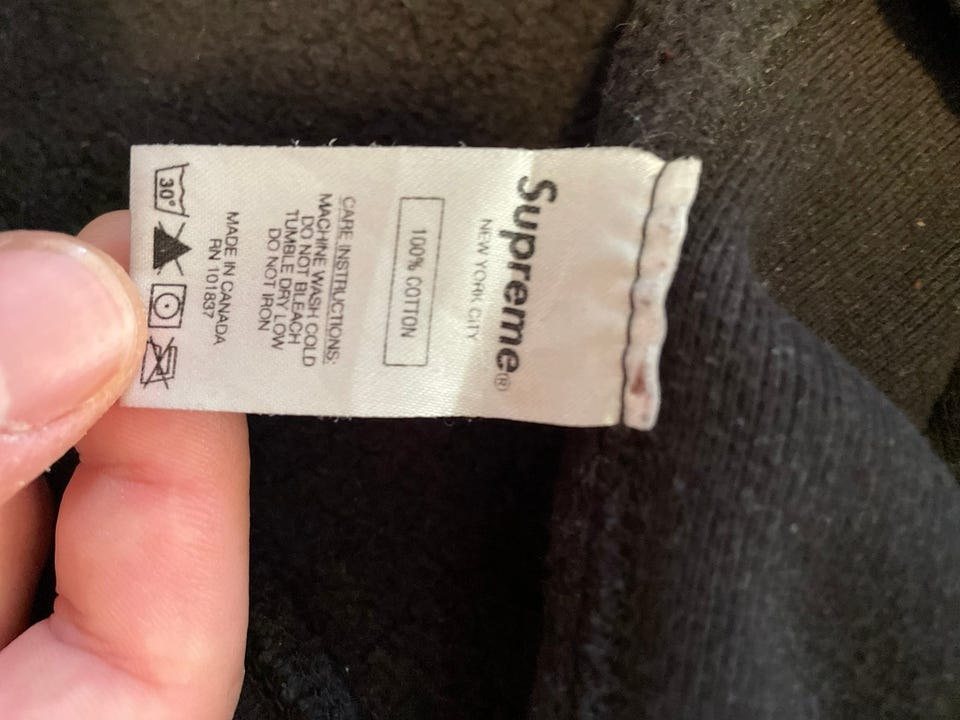 Supreme®
NEW YORK CITY
100% COTTON
CARE INSTRUCTIONS:
MACHINE WASH COLD
DO NOT BLEACH
TUMBLE DRY LOW
DO NOT IRON
MADE IN CANADA
RN 101837
30°